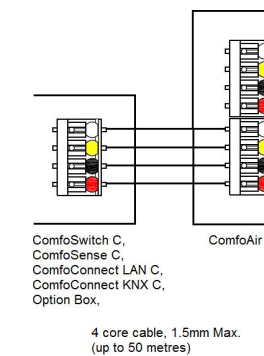 ComfoSwitch C,
ComfoSense C,
ComfoConnect LAN C,
ComfoConnect KNX C,
Option Box,
ComfoAir
4 core cable, 1.5mm Max.
(up to 50 metres)